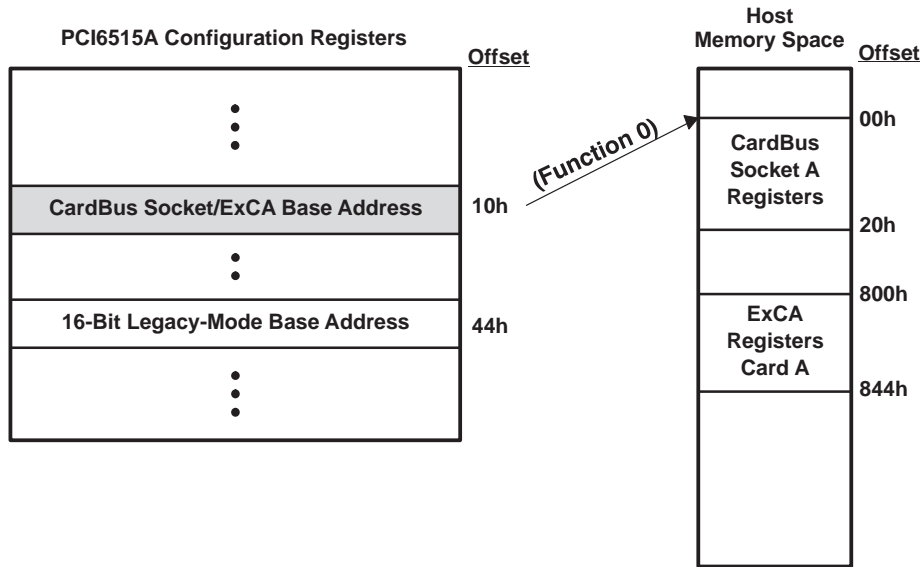 PCI6515A Configuration Registers
Offset
CardBus Socket/ExCA Base Address
10h
16-Bit Legacy-Mode Base Address
44h
(Function 0)
Host
Memory Space
Offset
00h
CardBus
Socket A
Registers
20h
800h
ExCA
Registers
Card A
844h